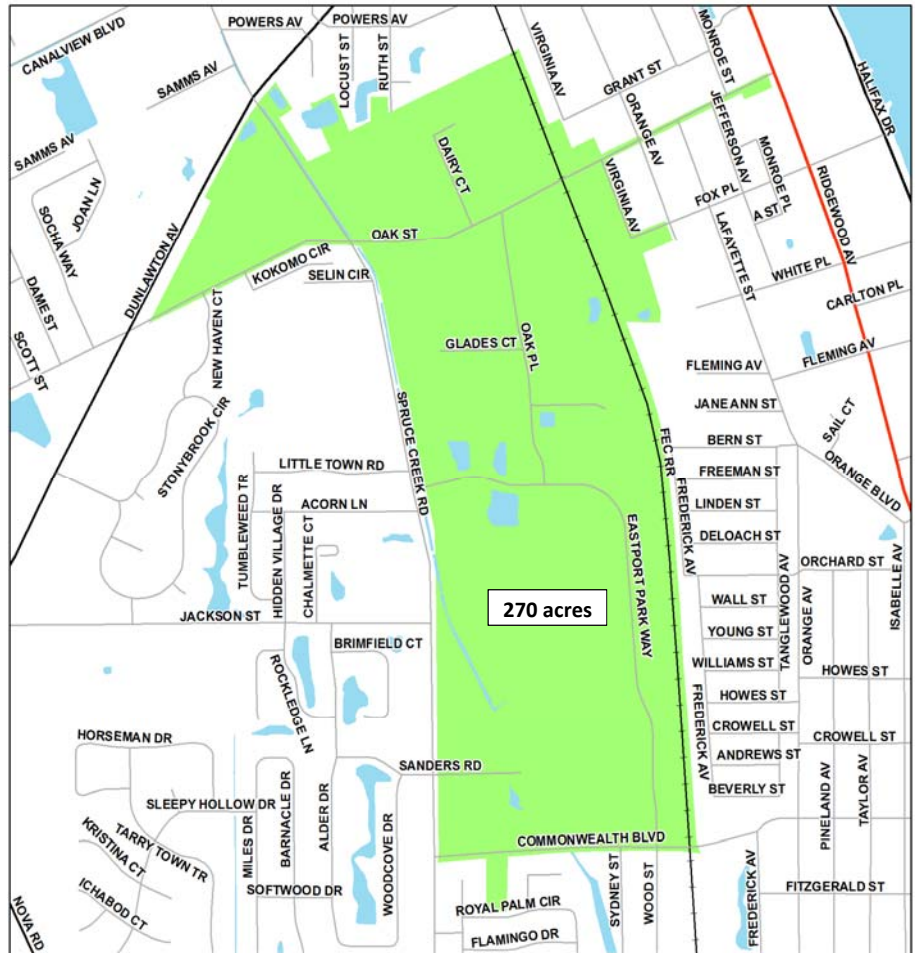 CANALVIEW BLVD
POWERS AV
POWERS AV
SAMMS AV
LOCUST ST
RUTH ST
VIRGINIA AV
MONROE ST
GRANT ST
HALIFAX DR
SAMMS AV
JOAN LN
SOCHA WAY
DAIRY CT
ORANGE AV
JEFFERSON AV
MONROE PL
VIRGINIA AV
FOX PL
A ST
RIDGEWOOD AV
DUNLAWTON AV
OAK ST
KOKOMO CIR
SELIN CIR
LAFAYETTE ST
WHITE PL
CARLTON PL
DAME ST
SCOTT ST
NEW HAVEN CT
GLADES CT
OAK PL
FLEMING AV
FLEMING AV
JANE ANN ST
SAIL CT
STONYBROOK CIR
SPRUCE CREEK RD
FEC RR
BERN ST
ORANGE BLVD
LITTLE TOWN RD
FREEMAN ST
TUMBLEWEED TR
HIDDEN VILLAGE DR
ACORN LN
CHALMETTE CT
FREDERICK AV
LINDEN ST
DELOACH ST
EASTPORT PARK WAY
TANGLEWOOD AV
ORCHARD ST
ORANGE AV
ISABELLE AV
270 acres
WALL ST
JACKSON ST
BRIMFIELD CT
YOUNG ST
ROCKLEDGE LN
WILLIAMS ST
HOWES ST
FREDERICK AV
HOWES ST
HORSEMAN DR
CROWELL ST
CROWELL ST
SANDERS RD
ANDREWS ST
BEVERLY ST
SLEEPY HOLLOW DR
MILES DR
BARNACLE DR
ALDER DR
WOODCOVE DR
PINELAND AV
TAYLOR AV
KRISTINA CT
TARRY TOWN TR
COMMONWEALTH BLVD
ICHABOD CT
SOFTWOOD DR
SYDNEY ST
WOOD ST
FREDERICK AV
FITZGERALD ST
NOVA RD
ROYAL PALM CIR
FLAMINGO DR